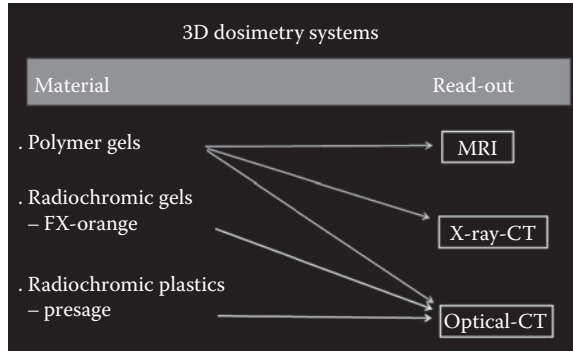 3D dosimetry systems
Material Read-out
. Polymer gels MRI
. Radiochromic gels
– FX-orange X-ray-CT
. Radiochromic plastics
– presage Optical-CT